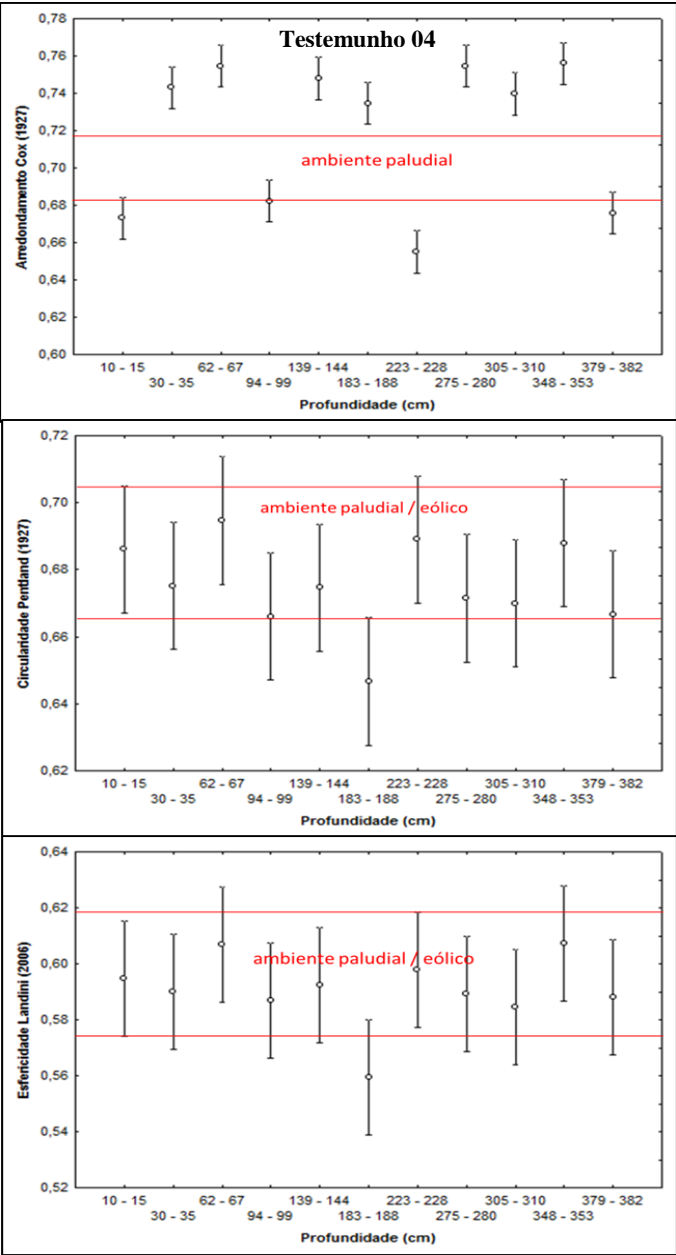 Testemunho 04
0,78
0,76
0,74
0,72
0,70
0,68
0,66
0,64
0,62
0,60
Arredondamento Cox (1927)
ambiente paludial
10 - 15 62 - 67 139 - 144 223 - 228 305 - 310 379 - 382
30 - 35 94 - 99 183 - 188 275 - 280 348 - 353
Profundidade (cm)
0,72
0,70
0,68
0,66
0,64
0,62
Circularidade Pentland (1927)
ambiente paludial / eólico
10 - 15 62 - 67 139 - 144 223 - 228 305 - 310 379 - 382
30 - 35 94 - 99 183 - 188 275 - 280 348 - 353
Profundidade (cm)
0,64
0,62
0,60
0,58
0,56
0,54
0,52
Esfericidade Landini (2006)
ambiente paludial / eólico
10 - 15 62 - 67 139 - 144 223 - 228 305 - 310 379 - 382
30 - 35 94 - 99 183 - 188 275 - 280 348 - 353
Profundidade (cm)